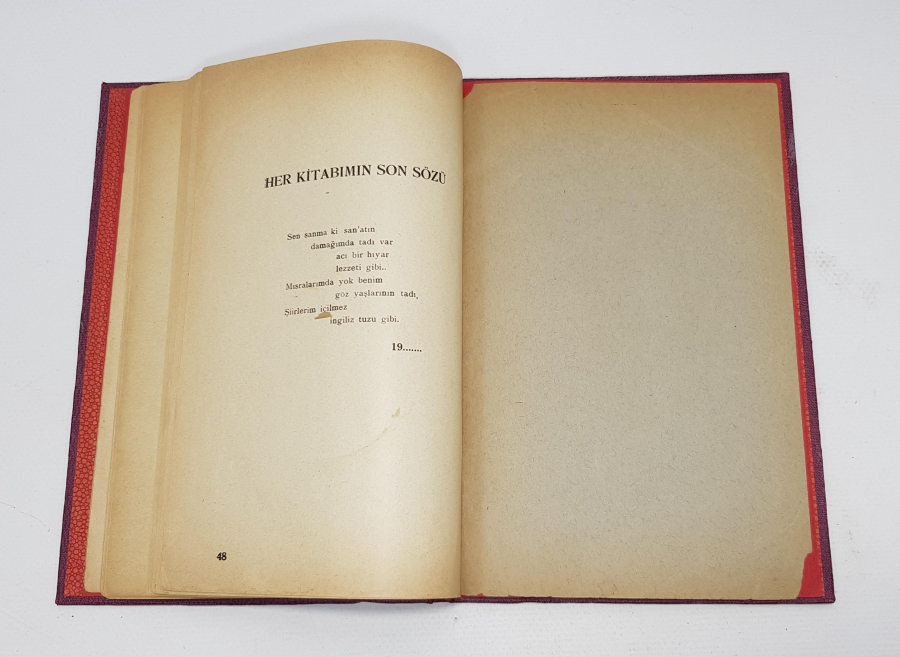 HER KİTABIMIN SON SÖZÜ
Sen sanma ki san'atın
damağında tadı var
acı bir hıyar
lezzeti gibi..
Mısralarımda yok benim
göz yaşlarının tadı,
Şiirlerim içilmez
ingiliz tuzu gibi.
19.......
48